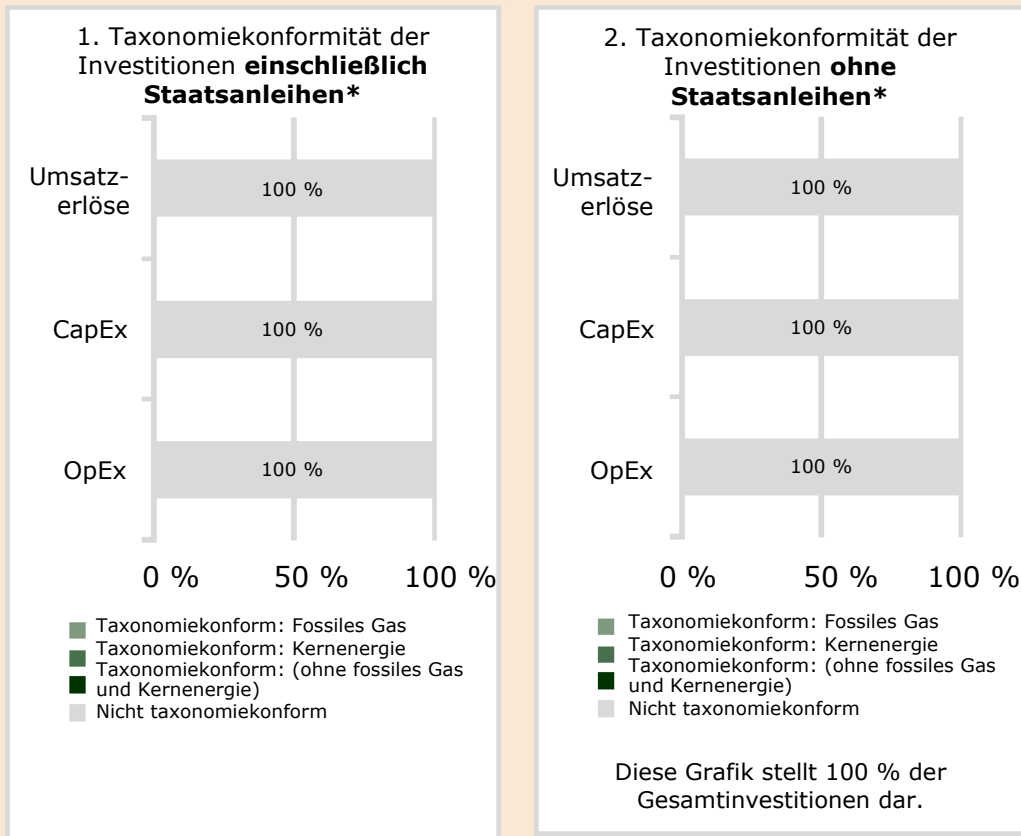 1. Taxonomiekonformität der
Investitionen einschließlich
Staatsanleihen*
Umsatz-
erlöse
100 %
CapEx
100 %
OpEx
100 %
0 % 50 % 100 %
Taxonomiekonform: Fossiles Gas
Taxonomiekonform: Kernenergie
Taxonomiekonform: (ohne fossiles Gas
und Kernenergie)
Nicht taxonomiekonform
2. Taxonomiekonformität der
Investitionen ohne
Staatsanleihen*
Umsatz-
erlöse
100 %
CapEx
100 %
OpEx
100 %
0 % 50 % 100 %
Taxonomiekonform: Fossiles Gas
Taxonomiekonform: Kernenergie
Taxonomiekonform: (ohne fossiles Gas
und Kernenergie)
Nicht taxonomiekonform
Diese Grafik stellt 100 % der
Gesamtinvestitionen dar.